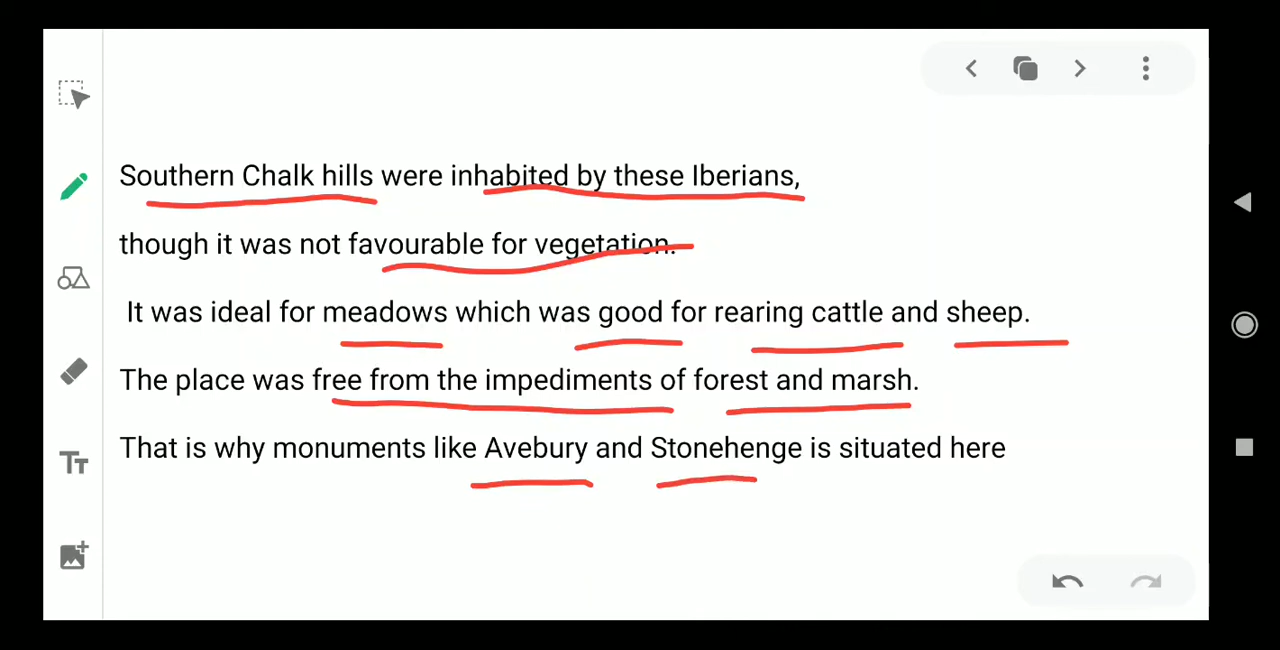 Southern Chalk hills were inhabited by these Iberians,
though it was not favourable for vegetation.
It was ideal for meadows which was good for rearing cattle and sheep.
The place was free from the impediments of forest and marsh.
That is why monuments like Avebury and Stonehenge is situated here
TT